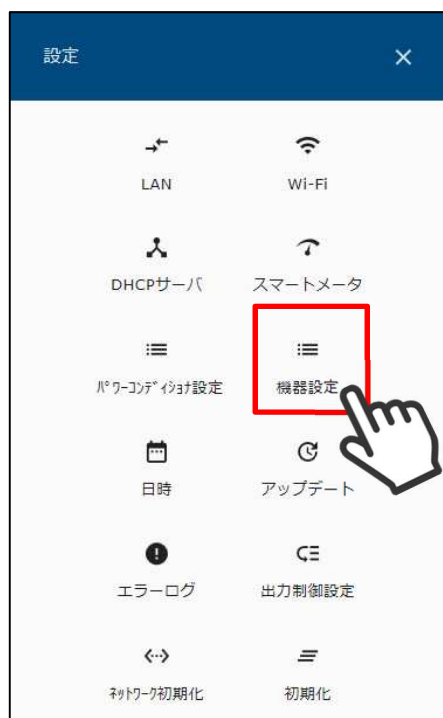 設定
LAN
Wi-Fi
DHCPサーバ
スマートメータ
ﾊﾟﾜｰｺﾝﾃﾞｨｼｮﾅ設定
機器設定
日時
アップデート
エラーログ
出力制御設定
ﾈｯﾄﾜｰｸ初期化
初期化